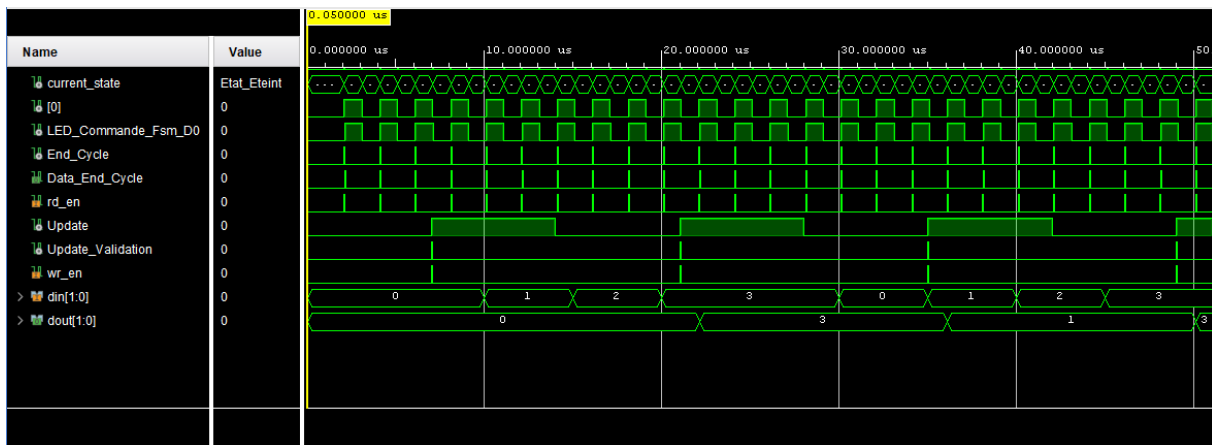 0.050000 us
Name Value
0.000000 us 10.000000 us 20.000000 us 30.000000 us 40.000000 us 50.
current_state Etat_Eteint
[0] 0
LED_Commande_Fsm_D0 0
End_Cycle 0
Data_End_Cycle 0
rd_en 0
Update 0
Update_Validation 0
wr_en 0
din[1:0] 0 0 1 2 3 0 1 2 3
dout[1:0] 0 0 3 1 3